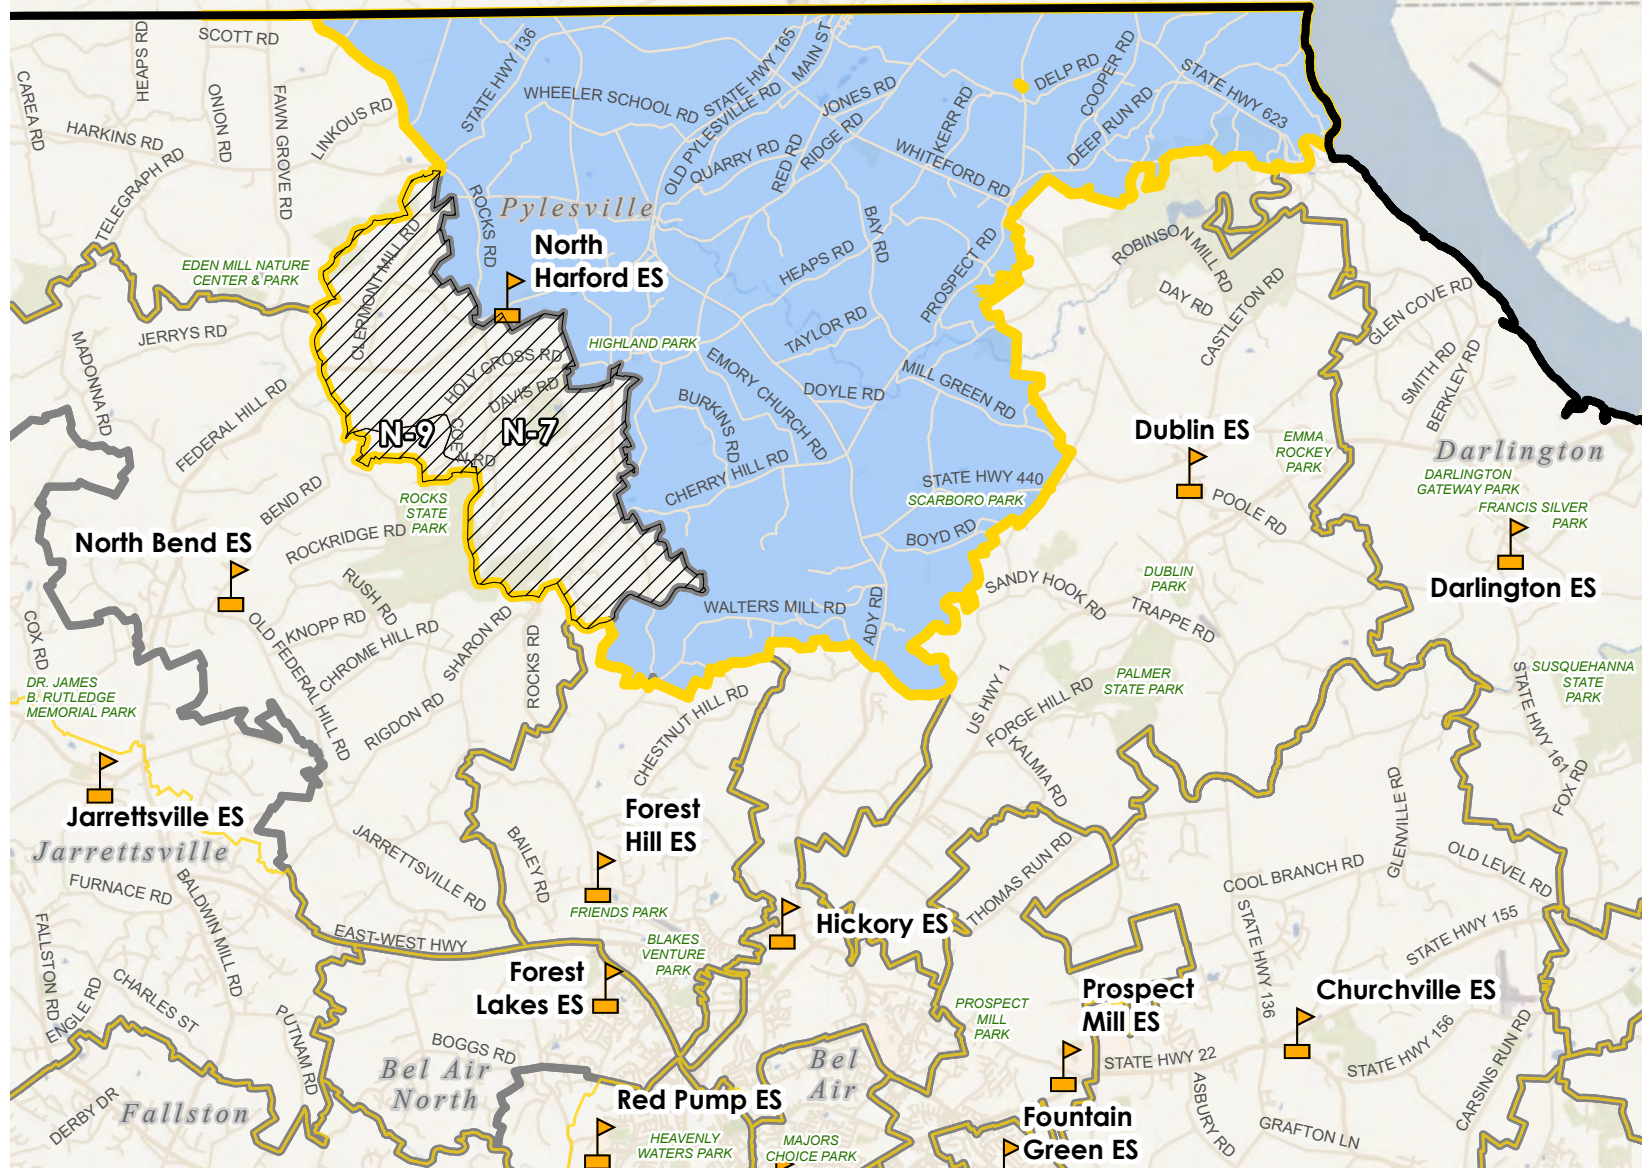 SCOTT RD
HEAPS RD
CAREA RD
ONION RD
FAWN GROVE RD
LINKOUS RD
HARKINS RD
TELEGRAPH RD
STATE HWY 136
WHEELER SCHOOL RD
STATE HWY 165
MAIN ST
OLD PYLESVILLE RD
JONES RD
QUARRY RD
RED RD
RIDGE RD
KERR RD
WHITEFORD RD
DELP RD
COOPER RD
DEEP RUN RD
STATE HWY 623
ROCKS RD
Pylesville
North
Harford ES
EDEN MILL NATURE
CENTER & PARK
CLERMONT MILL RD
BAY RD
HEAPS RD
PROSPECT RD
ROBINSON MILL RD
DAY RD
CASTLETON RD
GLEN COVE RD
JERRYS RD
MADONNA RD
HIGHLAND PARK
TAYLOR RD
HOLY CROSS RD
DAVIS RD
COEN RD
N-9
N-7
EMORY CHURCH RD
DOYLE RD
MILL GREEN RD
SMITH RD
BERKLEY RD
FEDERAL HILL RD
BURKINS RD
CHERRY HILL RD
STATE HWY 440
SCARBORO PARK
BOYD RD
Dublin ES
EMMA
ROCKEY
PARK
Darlington
DARLINGTON
GATEWAY PARK
FRANCIS SILVER
PARK
POOLE RD
BEND RD
ROCKS
STATE
PARK
ROCKRIDGE RD
North Bend ES
RUSH RD
Darlington ES
DUBLIN
PARK
SANDY HOOK RD
TRAPPE RD
WALTERS MILL RD
ADY RD
COX RD
OLD FEDERAL HILL RD
KNOPP RD
CHROME HILL RD
SHARON RD
ROCKS RD
DR. JAMES
B. RUTLEDGE
MEMORIAL PARK
RIGDON RD
CHESTNUT HILL RD
US HWY 1
FORGE HILL RD
KALMIA RD
PALMER
STATE PARK
STATE HWY 161
SUSQUEHANNA
STATE
PARK
FOX RD
Jarrettsville ES
Jarrettsville
JARRETTSVILLE RD
BAILEY RD
Forest
Hill ES
FRIENDS PARK
THOMAS RUN RD
COOL BRANCH RD
GLENVILLE RD
OLD LEVEL RD
FURNACE RD
BALDWIN MILL RD
FALLSTON RD
EAST-WEST HWY
Hickory ES
BLAKES
VENTURE
PARK
STATE HWY 136
STATE HWY 155
Forest
Lakes ES
Prospect
Mill ES
Churchville ES
CHARLES ST
ENGLE RD
PUTNAM RD
BOGGS RD
PROSPECT
MILL
PARK
STATE HWY 22
STATE HWY 156
CARSINS RUN RD
Bel Air
North
Bel
Air
DERBY DR
Fallston
Red Pump ES
Fountain
Green ES
ASBURY RD
GRAFTON LN
HEAVENLY
WATERS PARK
MAJORS
CHOICE PARK